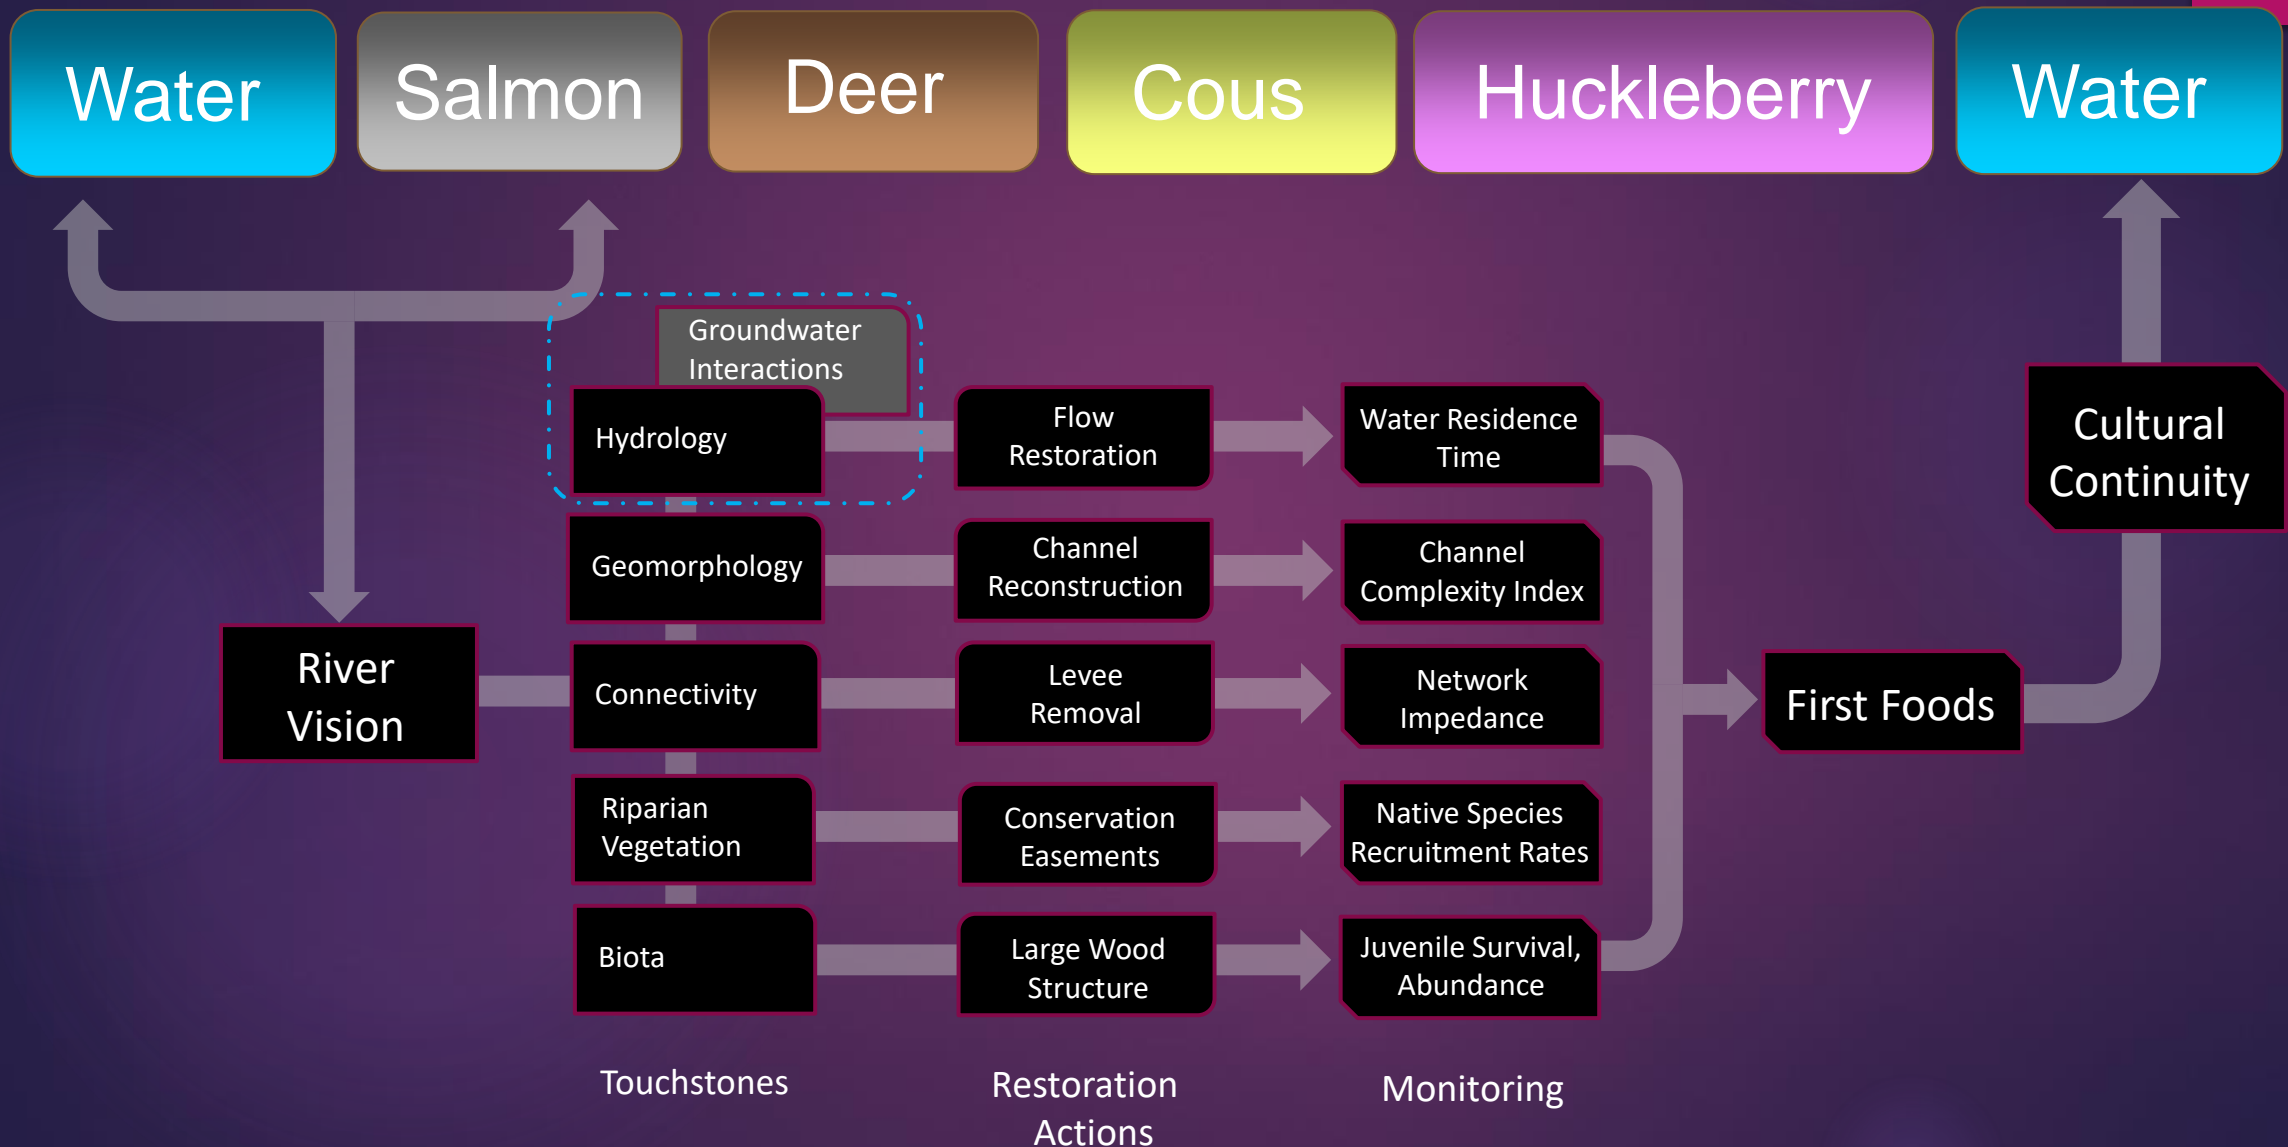 Water
Salmon
Deer
Cous
Huckleberry
Water
Groundwater
Interactions
Hydrology
Flow
Restoration
Water Residence
Time
Geomorphology
Channel
Reconstruction
Channel
Complexity Index
Connectivity
Levee
Removal
Network
Impedance
Riparian
Vegetation
Conservation
Easements
Native Species
Recruitment Rates
Biota
Large Wood
Structure
Juvenile Survival,
Abundance
River
Vision
First Foods
Cultural
Continuity
Touchstones
Restoration
Actions
Monitoring